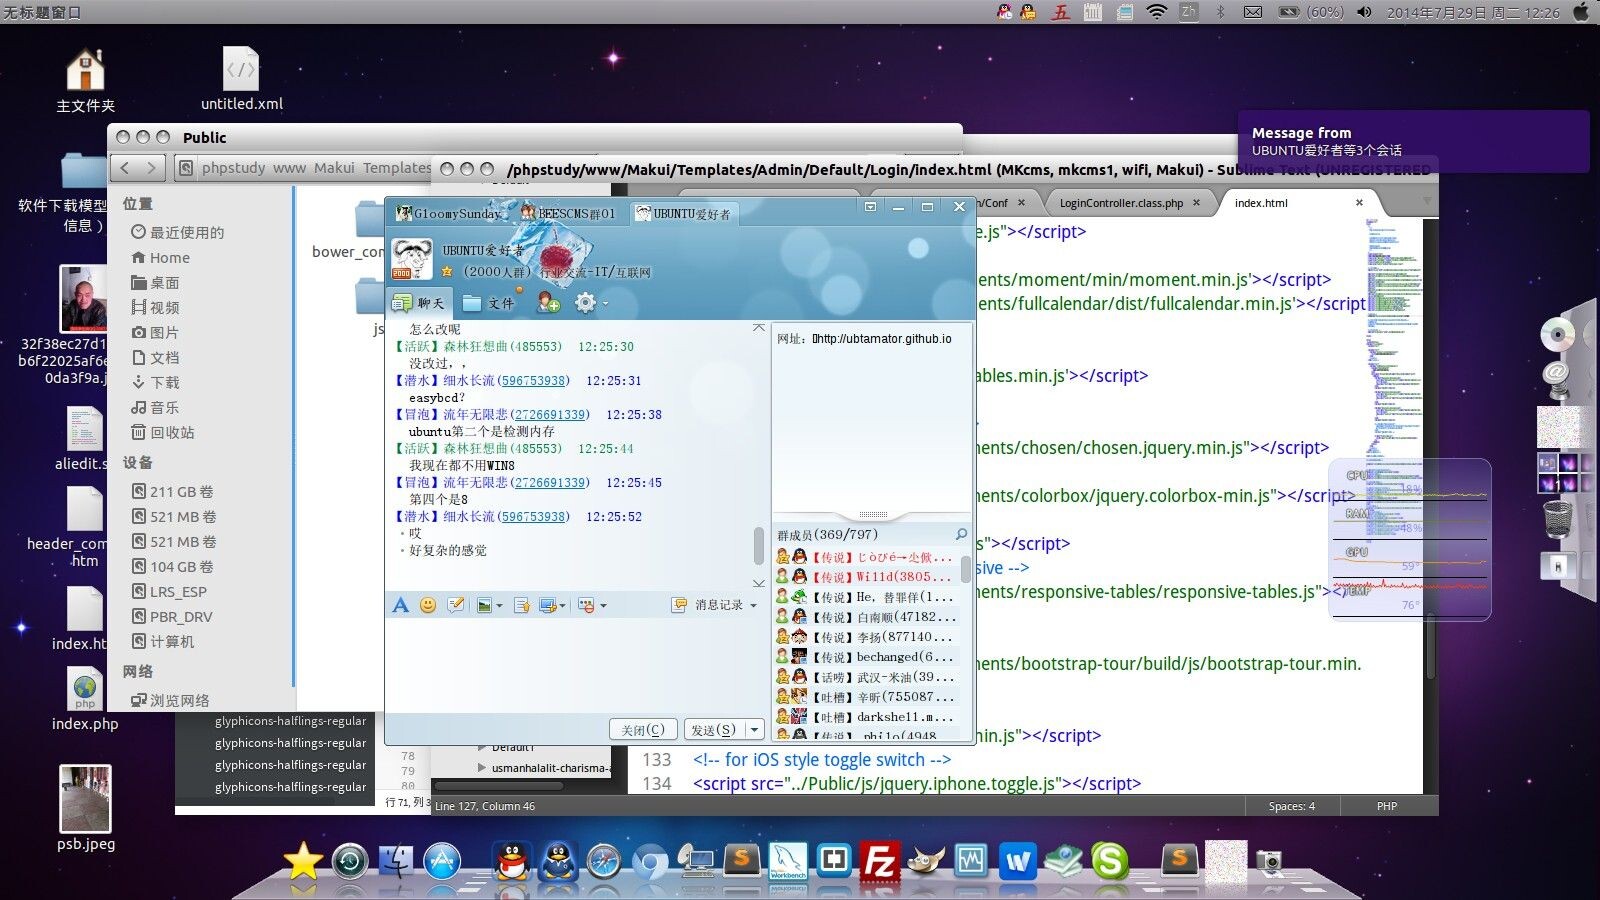 无标题窗口
(60%)
2014年7月29日 周二 12:26
主文件夹
untitled.xml
软件下载模型
信息 )
32f38ec27d1
b6f22025af6e
0da3f9a.j
aliedit.s
header_com
htm
index.ht
index.php
psb.jpeg
Public
phpstudy www Makui Templates
位置
最近使用的
Home
桌面
视频
图片
文档
下载
音乐
回收站
设备
211 GB 卷
521 MB 卷
521 MB 卷
104 GB 卷
LRS_ESP
PBR_DRV
计算机
网络
浏览网络
bower_con
js
glyphicons-halflings-regular
glyphicons-halflings-regular
glyphicons-halflings-regular
glyphicons-halflings-regular
78
79
80
行 71, 列 3
/phpstudy/www/Makui/Templates/Admin/Default/Login/index.html (MKcms, mkcms1, wifi, Makui) - Sublime Text (UNREGISTERED
Message from
UBUNTU爱好者等3个会话
n/Conf
LoginController.class.php
index.html
G1oomySunday
BEESCMS群01
UBUNTU爱好者
UBUNTU爱好者
(2000人群) 行业交流-IT/互联网
2000
聊天
文件
怎么改呢
【活跃】森林狂想曲(485553) 12:25:30
没改过，，
【潜水】细水长流(596753938) 12:25:31
easybcd?
【冒泡】流年无限悲(2726691339) 12:25:38
ubuntu第二个是检测内存
【活跃】森林狂想曲(485553) 12:25:44
我现在都不用WIN8
【冒泡】流年无限悲(2726691339) 12:25:45
第四个是8
【潜水】细水长流(596753938) 12:25:52
哎
好复杂的感觉
消息记录
关闭(C)
发送(S)
网址：http://ubtamator.github.io
群成员(369/797)
【传说】Willd(3805...
【传说】He, 替罪佯(1...
【传说】白南顺(47182...
【传说】李扬(877140...
【传说】bechanged(6...
【话唠】武汉-米油(39...
【吐槽】辛昕(755087...
【吐槽】darkshell.m...
【传说】.philo(4948
e.js"></script>
ents/moment/min/moment.min.js'></script>
ents/fullcalendar/dist/fullcalendar.min.js'></script
ables.min.js'></script>
nents/chosen/chosen.jquery.min.js"></script>
nents/colorbox/jquery.colorbox-min.js"></script>
s"></script>
sive -->
nents/responsive-tables/responsive-tables.js"></
nents/bootstrap-tour/build/js/bootstrap-tour.min.
nin.js"></script>
133 <!-- for iOS style toggle switch -->
134 <script src="../Public/js/jquery.iphone.toggle.js"></script>
Default1
usmanhalalit-charisma-a
Line 127, Column 46
Spaces: 4
PHP
CPU
18%
RAM
48%
GPU
59°
TEMP
76°